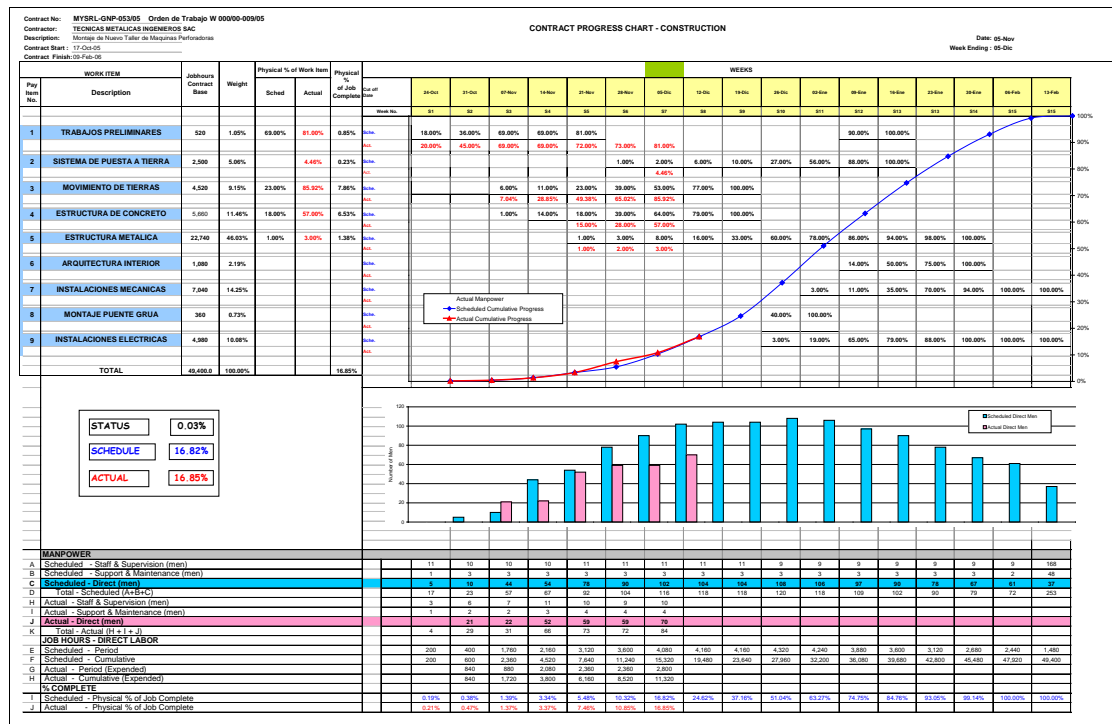 Contract No: MYSRL-GNP-053/05 Orden de Trabajo W 000/00-009/05
Contractor: TECNICAS METALICAS INGENIEROS SAC
Description: Montaje de Nuevo Taller de Maquinas Perforadoras
Contract Start : 17-Oct-05
Contract Finish: 09-Feb-06
CONTRACT PROGRESS CHART - CONSTRUCTION
Date: 05-Nov
Week Ending : 05-Dic
WORK ITEM Jobhours Contract Base Weight Physical % of Work Item Physical % of Job Complete WEEKS
Pay Item No. Description Sched Actual Cut off Date 24-Oct 31-Oct 07-Nov 14-Nov 21-Nov 28-Nov 05-Dic 12-Dic 19-Dic 26-Dic 02-Ene 09-Ene 16-Ene 23-Ene 30-Ene 06-Feb 13-Feb
Week No. S1 S2 S3 S4 S5 S6 S7 S8 S9 S10 S11 S12 S13 S13 S14 S15 S15
100%
1 TRABAJOS PRELIMINARES 520 1.05% 69.00% 81.00% 0.85% Sche. 18.00% 36.00% 69.00% 69.00% 81.00% 90.00% 100.00%
Act. 20.00% 45.00% 69.00% 69.00% 72.00% 73.00% 81.00%
90%
2 SISTEMA DE PUESTA A TIERRA 2,500 5.06% 4.46% 0.23% Sche. 1.00% 2.00% 6.00% 10.00% 27.00% 56.00% 88.00% 100.00%
Act. 4.46%
80%
3 MOVIMIENTO DE TIERRAS 4,520 9.15% 23.00% 85.92% 7.86% Sche. 6.00% 11.00% 23.00% 39.00% 53.00% 77.00% 100.00%
Act. 7.04% 28.85% 49.38% 65.02% 85.92%
70%
4 ESTRUCTURA DE CONCRETO 5,660 11.46% 18.00% 57.00% 6.53% Sche. 1.00% 14.00% 18.00% 39.00% 64.00% 79.00% 100.00%
Act. 15.00% 28.00% 57.00%
60%
5 ESTRUCTURA METALICA 22,740 46.03% 1.00% 3.00% 1.38% Sche. 1.00% 3.00% 8.00% 16.00% 33.00% 60.00% 78.00% 86.00% 94.00% 98.00% 100.00%
Act. 1.00% 2.00% 3.00%
50%
6 ARQUITECTURA INTERIOR 1,080 2.19% Sche. 14.00% 50.00% 75.00% 100.00%
Act.
40%
7 INSTALACIONES MECANICAS 7,040 14.25% Sche. 3.00% 11.00% 35.00% 70.00% 94.00% 100.00% 100.00%
Act.
30%
Actual Manpower
Scheduled Cumulative Progress
Actual Cumulative Progress
8 MONTAJE PUENTE GRUA 360 0.73% Sche. 40.00% 100.00%
Act.
20%
9 INSTALACIONES ELECTRICAS 4,980 10.08% Sche. 3.00% 19.00% 65.00% 79.00% 88.00% 100.00% 100.00% 100.00%
Act.
10%
TOTAL 49,400.0 100.00% 16.85%
0%
STATUS 0.03%
SCHEDULE 16.82%
ACTUAL 16.85%
Number of Men
120
100
80
60
40
20
0
Scheduled Direct Men
Actual Direct Men
MANPOWER
A Scheduled - Staff & Supervision (men) 11 10 10 10 11 11 11 11 11 9 9 9 9 9 9 9 168
B Scheduled - Support & Maintenance (men) 1 3 3 3 3 3 3 3 3 3 3 3 3 3 3 2 48
C Scheduled - Direct (men) 5 10 44 54 78 90 102 104 104 108 106 97 90 78 67 61 37
D Total - Scheduled (A+B+C) 17 23 57 67 92 104 116 118 118 120 118 109 102 90 79 72 253
H Actual - Staff & Supervision (men) 3 6 7 11 10 9 10
I Actual - Support & Maintenance (men) 1 2 2 3 4 4 4
J Actual - Direct (men) 21 22 52 59 59 70
K Total - Actual (H + I + J) 4 29 31 66 73 72 84
JOB HOURS - DIRECT LABOR
E Scheduled - Period 200 400 1,760 2,160 3,120 3,600 4,080 4,160 4,160 4,320 4,240 3,880 3,600 3,120 2,680 2,440 1,480
F Scheduled - Cumulative 200 600 2,360 4,520 7,640 11,240 15,320 19,480 23,640 27,960 32,200 36,080 39,680 42,800 45,480 47,920 49,400
G Actual - Period (Expended) 840 880 2,080 2,360 2,360 2,800
H Actual - Cumulative (Expended) 840 1,720 3,800 6,160 8,520 11,320
% COMPLETE
I Scheduled - Physical % of Job Complete 0.19% 0.38% 1.39% 3.34% 5.48% 10.32% 16.82% 24.62% 37.16% 51.04% 63.27% 74.75% 84.76% 93.05% 99.14% 100.00% 100.00%
J Actual - Physical % of Job Complete 0.21% 0.47% 1.37% 3.37% 7.46% 10.85% 16.85%